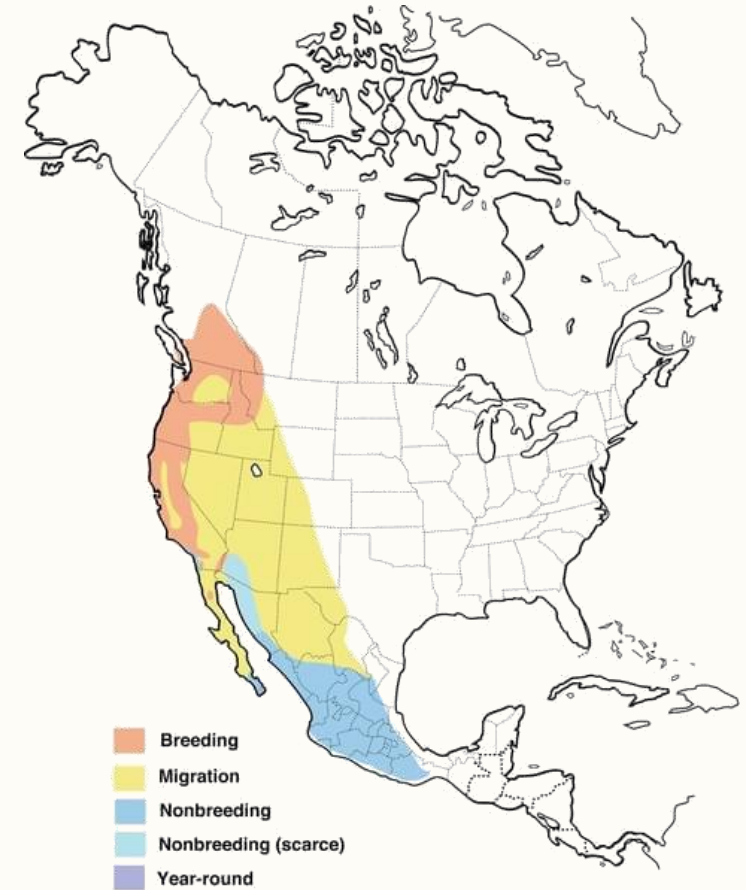 Breeding
Migration
Nonbreeding
Nonbreeding (scarce)
Year-round